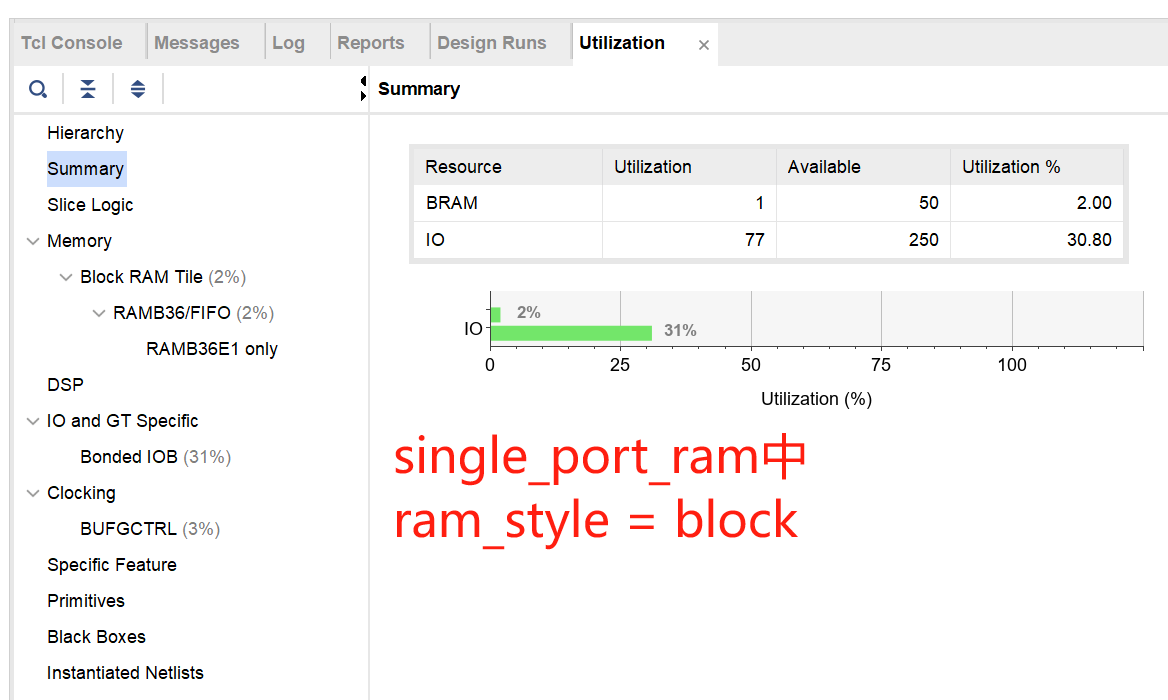 Tcl Console Messages Log Reports Design Runs Utilization ×
Summary
Hierarchy
Summary
Slice Logic
Memory
Block RAM Tile (2%)
RAMB36/FIFO (2%)
RAMB36E1 only
DSP
IO and GT Specific
Bonded IOB (31%)
Clocking
BUFGCTRL (3%)
Specific Feature
Primitives
Black Boxes
Instantiated Netlists
Resource Utilization Available Utilization %
BRAM 1 50 2.00
IO 77 250 30.80
2%
IO 31%
0 25 50 75 100
Utilization (%)
single_port_ram中
ram_style = block